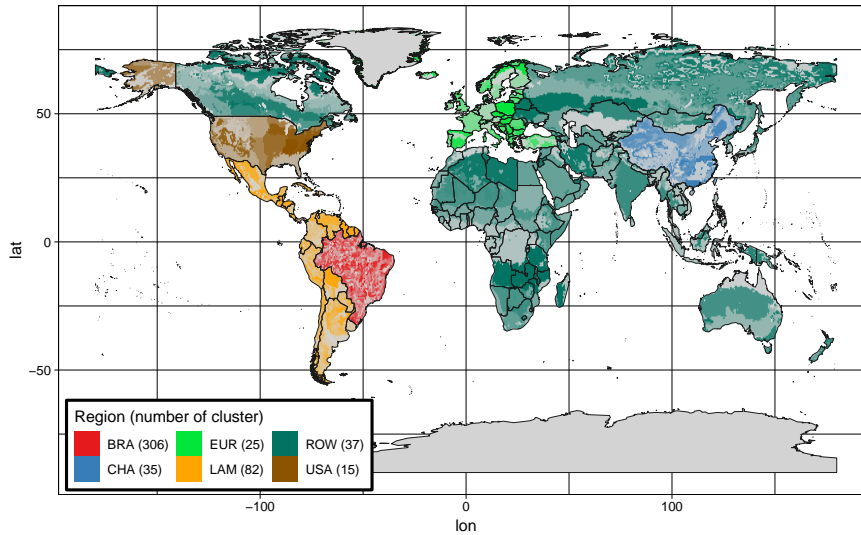 50
0
−50
lat
Region (number of cluster)
BRA (306) EUR (25) ROW (37)
CHA (35) LAM (82) USA (15)
−100 0 100
lon